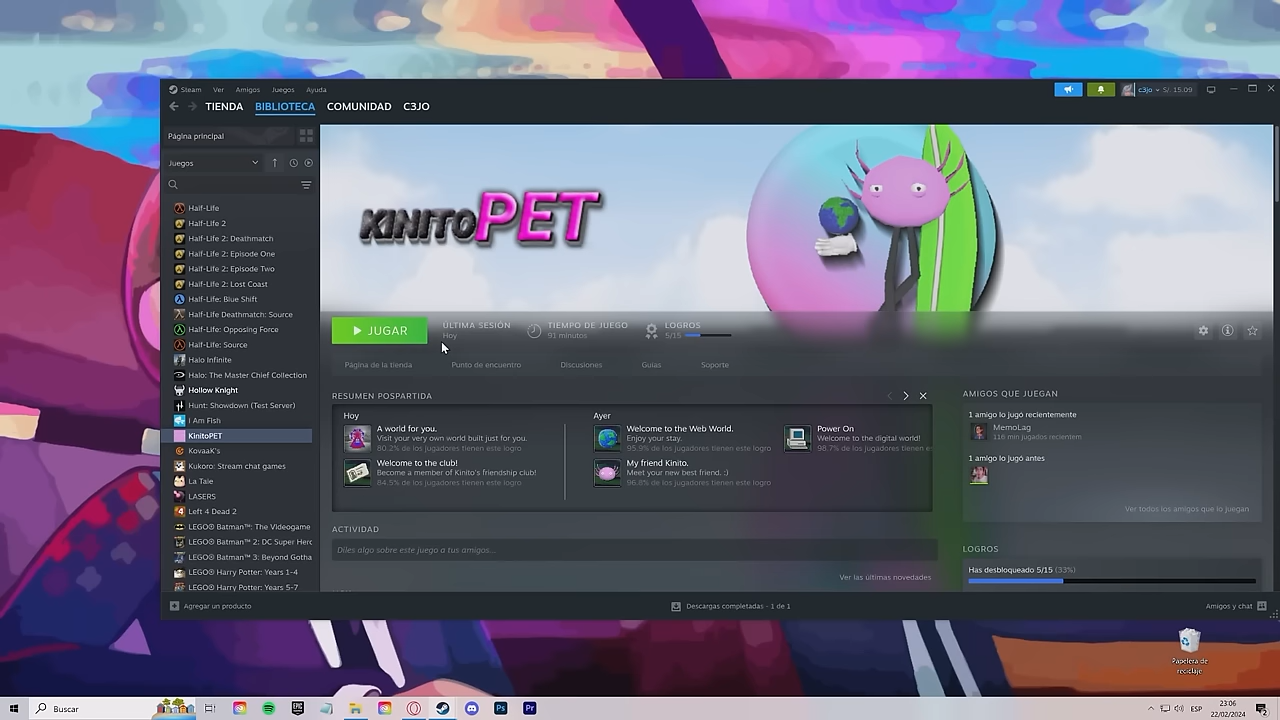 Steam Ver Amigos Juegos Ayuda
c3jo S/. 15.09
TIENDA BIBLIOTECA COMUNIDAD C3JO
Página principal
Juegos
Half-Life
Half-Life 2
Half-Life 2: Deathmatch
Half-Life 2: Episode One
Half-Life 2: Episode Two
Half-Life 2: Lost Coast
Half-Life: Blue Shift
Half-Life Deathmatch: Source
Half-Life: Opposing Force
Half-Life: Source
Halo Infinite
Halo: The Master Chief Collection
Hollow Knight
Hunt: Showdown (Test Server)
I Am Fish
KinitoPET
KovaaK's
Kukoro: Stream chat games
La Tale
LASERS
Left 4 Dead 2
LEGO® Batman™: The Videogame
LEGO® Batman™ 2: DC Super Herc
LEGO® Batman™ 3: Beyond Gotha
LEGO® Harry Potter: Years 1-4
LEGO® Harry Potter: Years 5-7
KINITOPET
JUGAR
ÚLTIMA SESIÓN
Hoy
TIEMPO DE JUEGO
91 minutos
LOGROS
5/15
Página de la tienda Punto de encuentro Discusiones Guías Soporte
RESUMEN POSPARTIDA
Hoy
A world for you.
Visit your very own world built just for you.
80.2% de los jugadores tienen este logro
Welcome to the club!
Become a member of Kinito's friendship club!
84.5% de los jugadores tienen este logro
Ayer
Welcome to the Web World.
Enjoy your stay.
95.9% de los jugadores tienen este logro
My friend Kinito.
Meet your new best friend. :)
96.8% de los jugadores tienen este logro
Power On
Welcome to the digital world!
98.7% de los jugadores tienen e
ACTIVIDAD
Diles algo sobre este juego a tus amigos...
Ver las últimas novedades
AMIGOS QUE JUEGAN
1 amigo lo jugó recientemente
MemoLag
116 min jugados recientem
1 amigo lo jugó antes
Ver todos los amigos que lo juegan
LOGROS
Has desbloqueado 5/15 (33%)
Agregar un producto
Descargas completadas - 1 de 1
Amigos y chat
Papelera de
reciclaje
Buscar
EPIC
Ps
Pr
ESP
23:06
22/02/2024